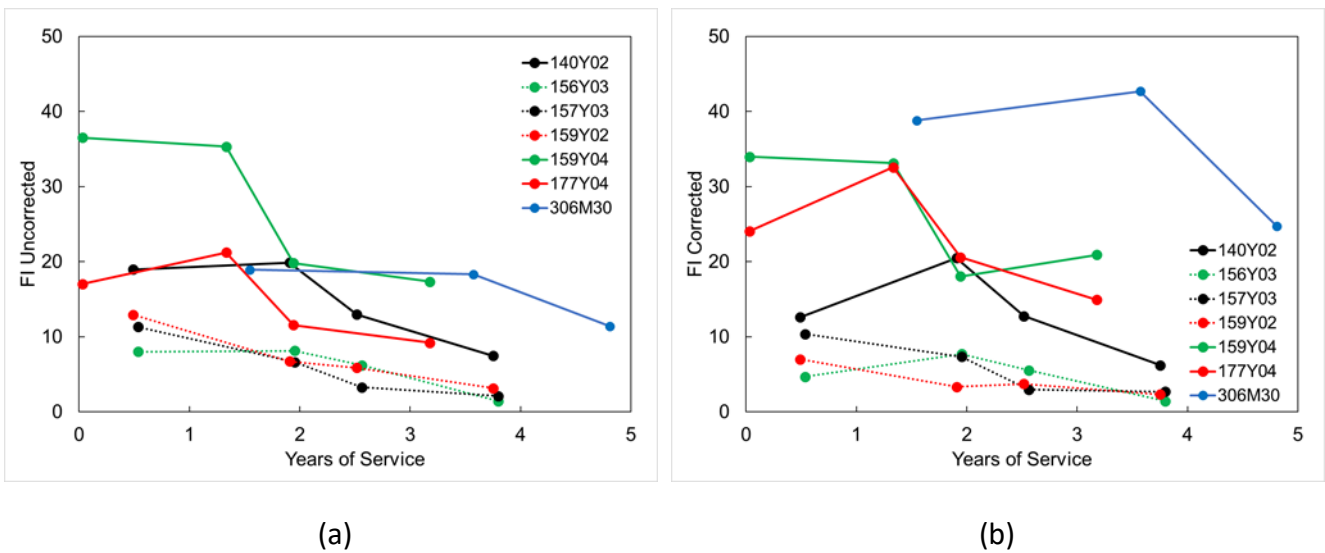 50
40
30
20
10
0
FI Uncorrected
140Y02
156Y03
157Y03
159Y02
159Y04
177Y04
306M30
0 1 2 3 4 5
Years of Service
(a)
50
40
30
20
10
0
FI Corrected
140Y02
156Y03
157Y03
159Y02
159Y04
177Y04
306M30
0 1 2 3 4 5
Years of Service
(b)